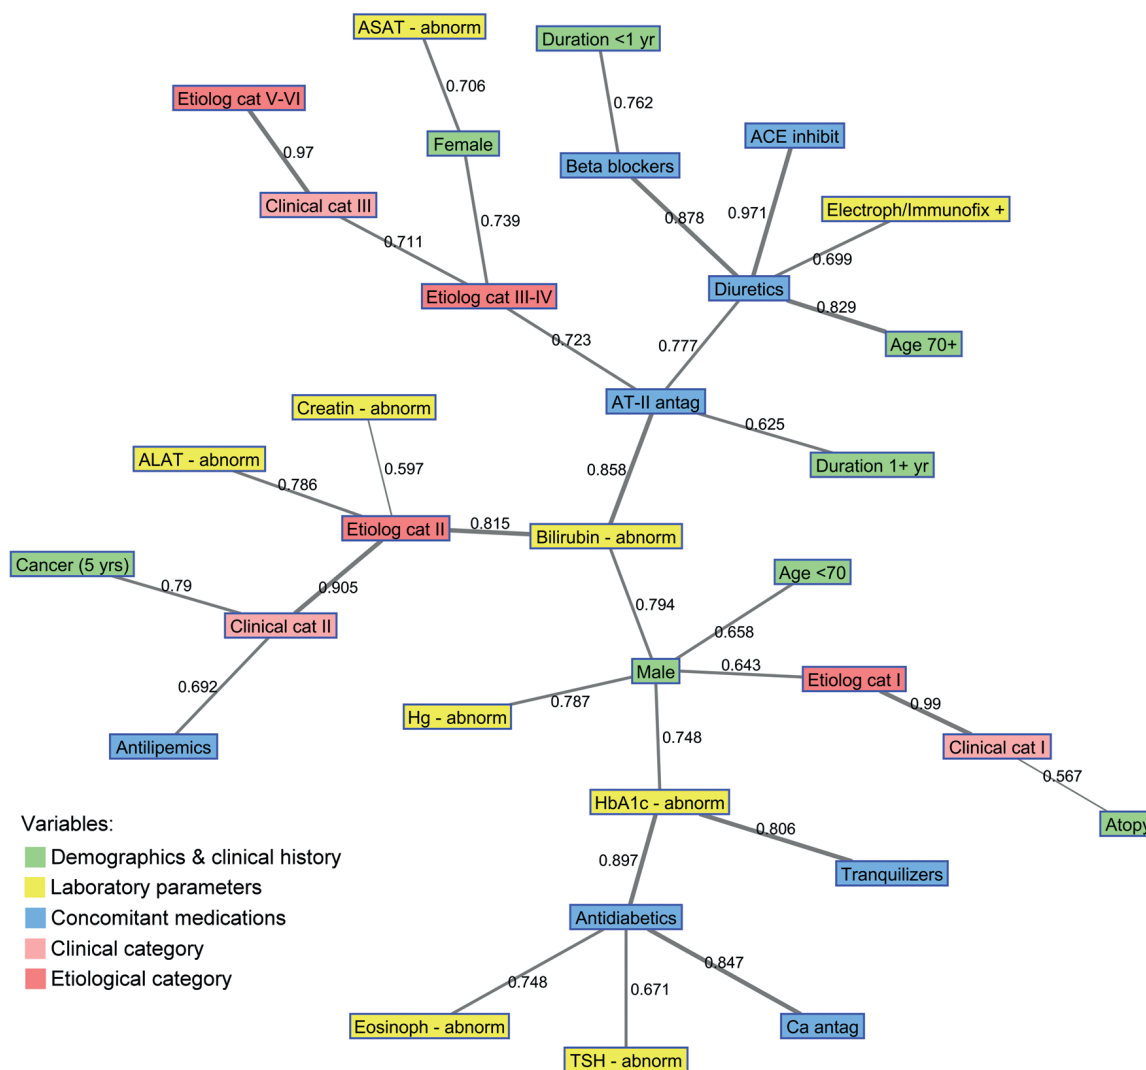 ASAT - abnorm
Duration <1 yr
0.706
0.762
Etiolog cat V-VI
ACE inhibit
Female
0.97
Beta blockers
Clinical cat III
0.878
0.971
Electroph/Immunofix +
0.739
0.711
0.699
Etiolog cat III-IV
Diuretics
0.829
0.723
0.777
Age 70+
AT-II antag
Creatin - abnorm
0.625
ALAT - abnorm
Duration 1+ yr
0.597
0.858
0.786
Etiolog cat II
0.815
Bilirubin - abnorm
Cancer (5 yrs)
Age <70
0.79
0.905
0.794
Clinical cat II
0.658
0.643
Male
Etiolog cat I
0.692
0.787
0.99
Hg - abnorm
0.748
Antilipemics
Clinical cat I
0.567
HbA1c - abnorm
Atopy
0.806
Variables:
Demographics & clinical history
0.897
Tranquilizers
Laboratory parameters
Concomitant medications
Antidiabetics
Clinical category
0.847
Etiological category
0.748
0.671
Eosinoph - abnorm
Ca antag
TSH - abnorm